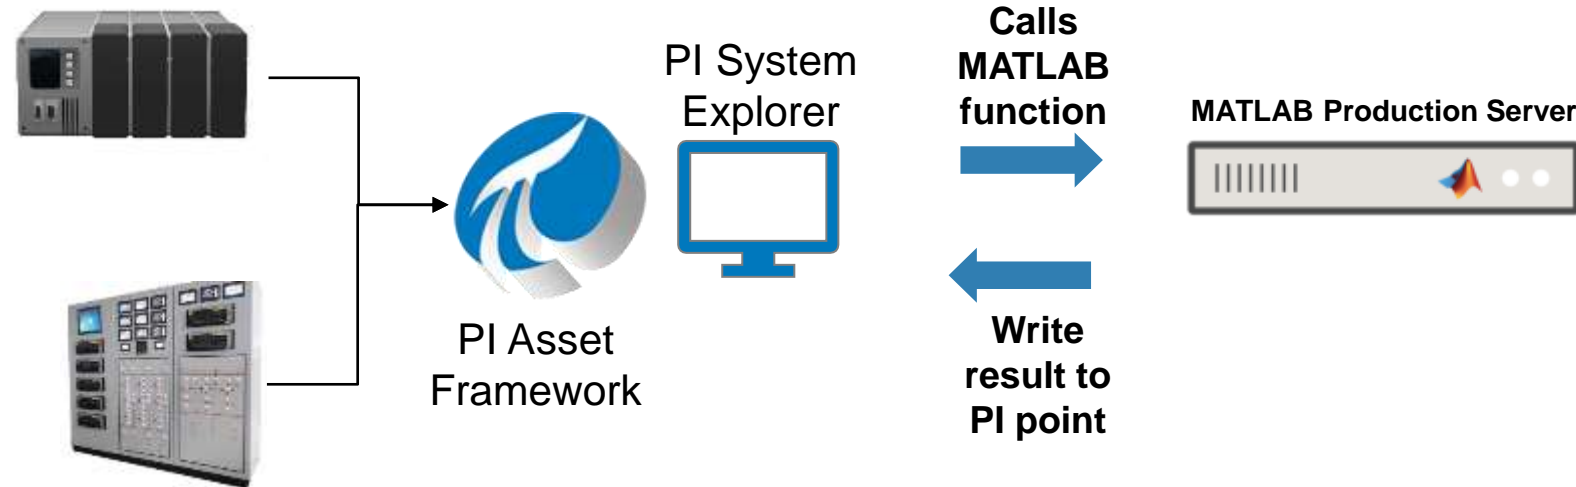 PI System
Explorer
Calls
MATLAB
function
MATLAB Production Server
PI Asset
Framework
Write
result to
PI point